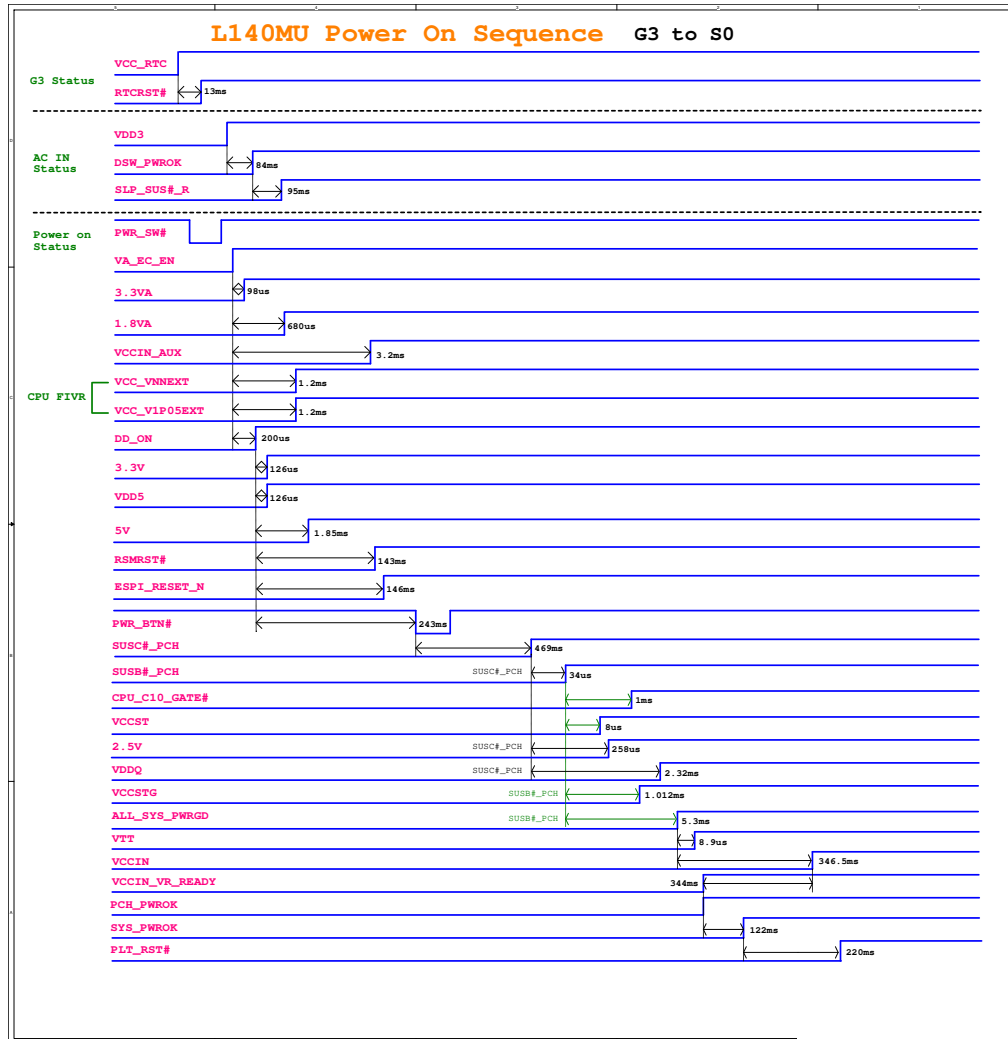 L140MU Power On Sequence G3 to S0
VCC_RTC
G3 Status
RTCRST# 13ms
VDD3
AC IN
Status
DSW_PWROK 84ms
SLP_SUS#_R 95ms
Power on
Status
PWR_SW#
VA_EC_EN
3.3VA 98us
1.8VA 680us
VCCIN_AUX 3.2ms
CPU FIVR
VCC_VNNEXT 1.2ms
VCC_V1P05EXT 1.2ms
DD_ON 200us
3.3V 126us
VDD5 126us
5V 1.85ms
RSMRST# 143ms
ESPI_RESET_N 146ms
PWR_BTN# 243ms
SUSC#_PCH 469ms
SUSB#_PCH SUSC#_PCH 34us
CPU_C10_GATE# 1ms
VCCST 8us
2.5V SUSC#_PCH 258us
VDDQ SUSC#_PCH 2.32ms
VCCSTG SUSB#_PCH 1.012ms
ALL_SYS_PWRGD SUSB#_PCH 5.3ms
VTT 8.9us
VCCIN 346.5ms
VCCIN_VR_READY 344ms
PCH_PWROK
SYS_PWROK 122ms
PLT_RST# 220ms